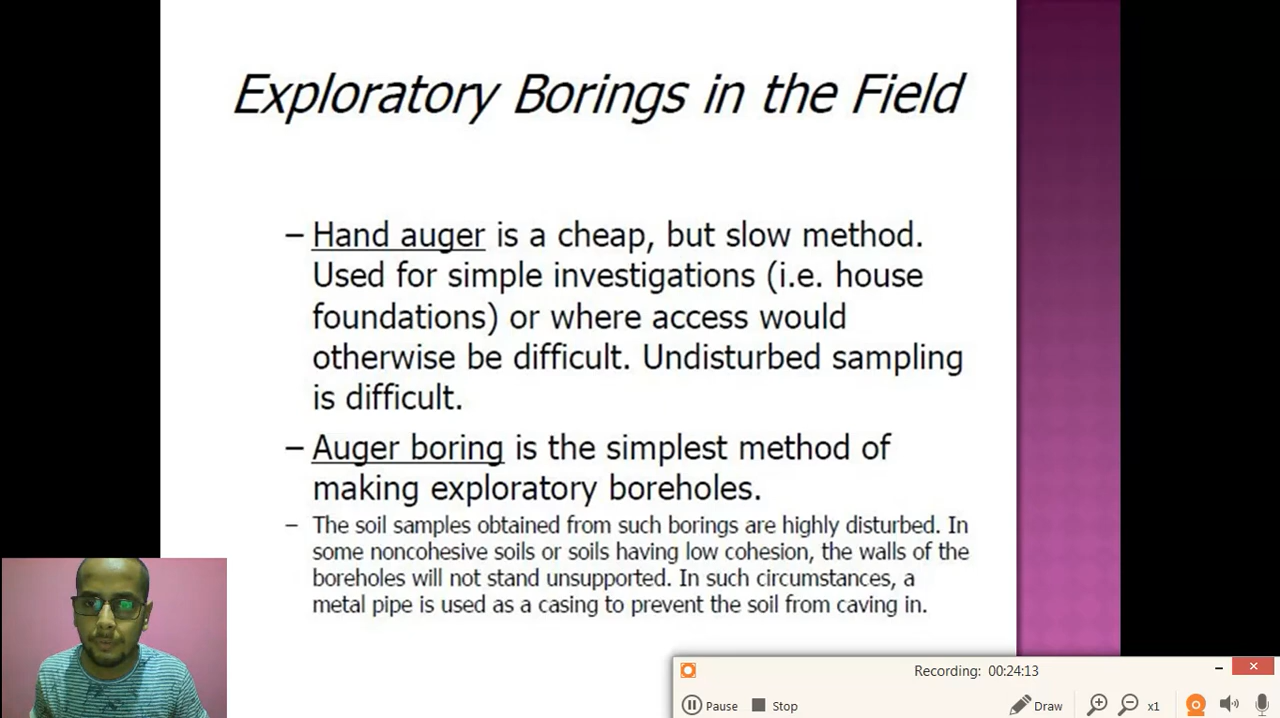 Exploratory Borings in the Field
– Hand auger is a cheap, but slow method.
Used for simple investigations (i.e. house
foundations) or where access would
otherwise be difficult. Undisturbed sampling
is difficult.
– Auger boring is the simplest method of
making exploratory boreholes.
– The soil samples obtained from such borings are highly disturbed. In
some noncohesive soils or soils having low cohesion, the walls of the
boreholes will not stand unsupported. In such circumstances, a
metal pipe is used as a casing to prevent the soil from caving in.
Recording: 00:24:13
Pause Stop Draw x1